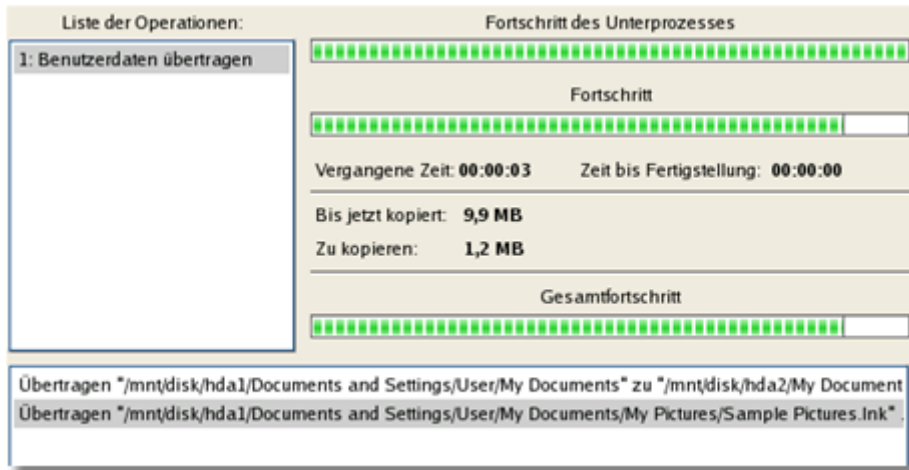 Liste der Operationen:
1: Benutzerdaten übertragen
Fortschritt des Unterprozesses
Fortschritt
Vergangene Zeit: 00:00:03 Zeit bis Fertigstellung: 00:00:00
Bis jetzt kopiert: 9,9 MB
Zu kopieren: 1,2 MB
Gesamtfortschritt
Übertragen "/mnt/disk/hda1/Documents and Settings/User/My Documents" zu "/mnt/disk/hda2/My Document
Übertragen "/mnt/disk/hda1/Documents and Settings/User/My Documents/My Pictures/Sample Pictures.lnk" .